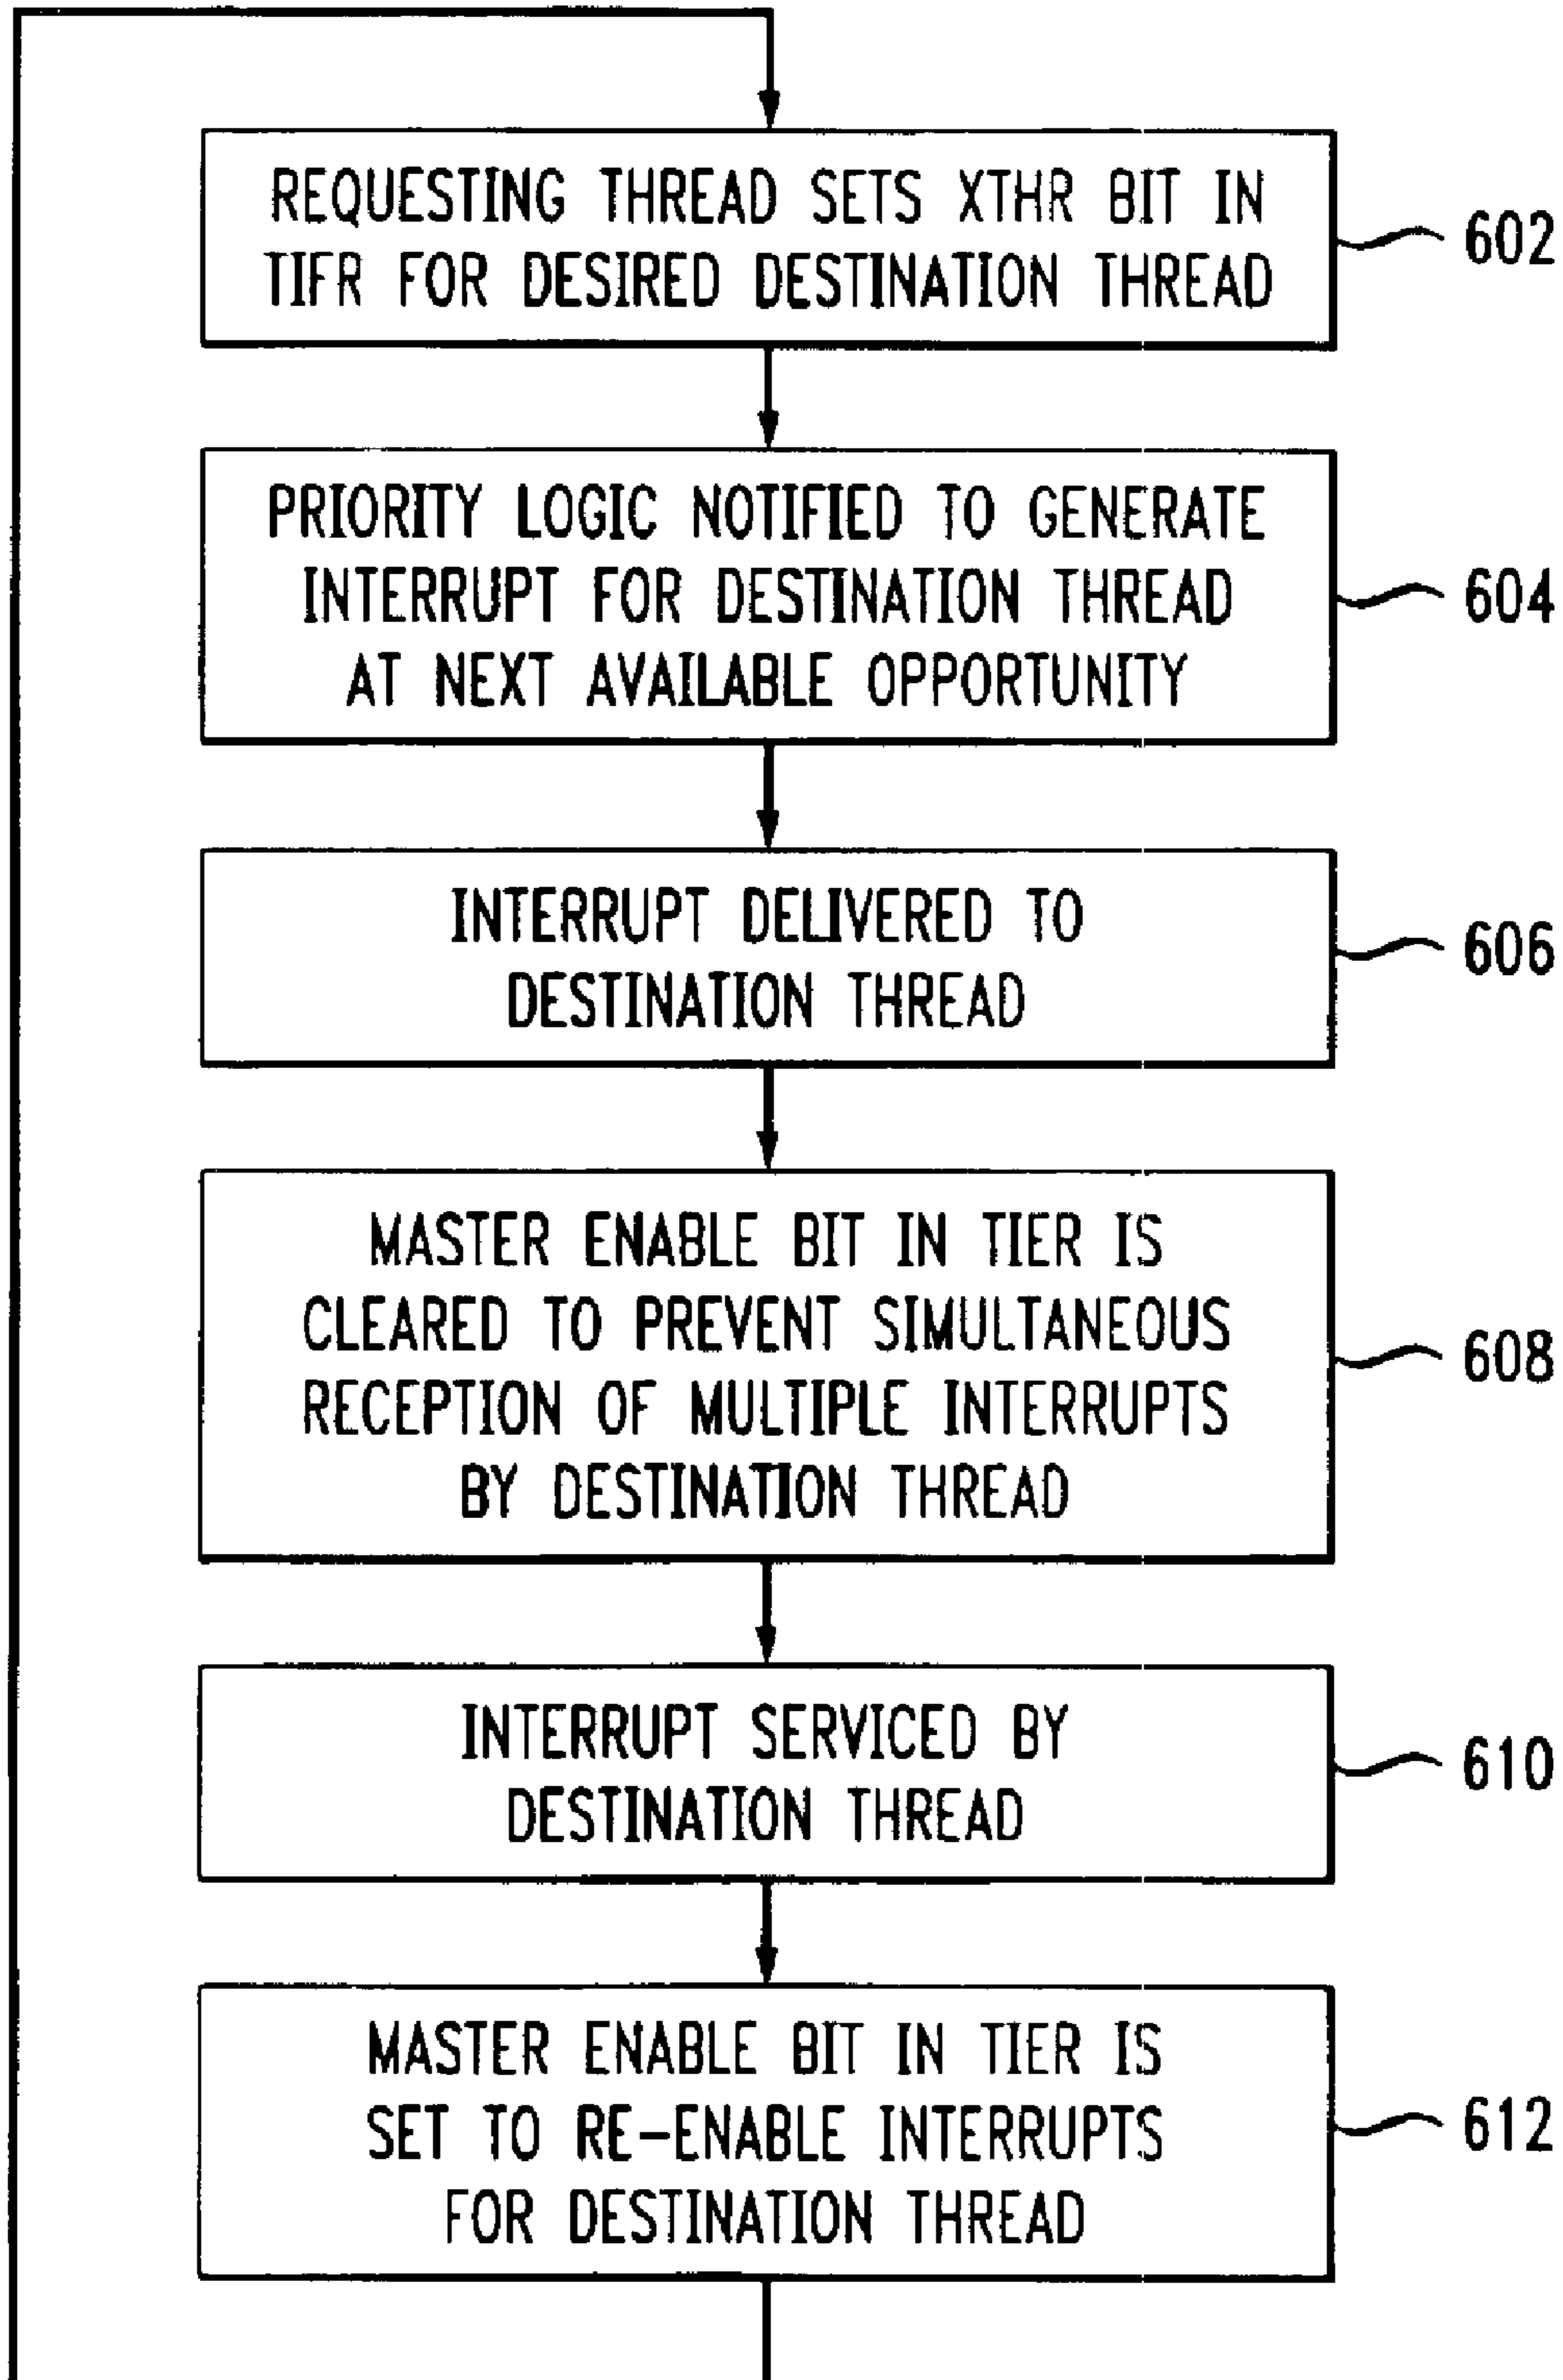 REQUESTING THREAD SETS XTHR BIT IN
TIFR FOR DESIRED DESTINATION THREAD
602
PRIORITY LOGIC NOTIFIED TO GENERATE
INTERRUPT FOR DESTINATION THREAD
AT NEXT AVAILABLE OPPORTUNITY
604
INTERRUPT DELIVERED TO
DESTINATION THREAD
606
MASTER ENABLE BIT IN TIER IS
CLEARED TO PREVENT SIMULTANEOUS
RECEPTION OF MULTIPLE INTERRUPTS
BY DESTINATION THREAD
608
INTERRUPT SERVICED BY
DESTINATION THREAD
610
MASTER ENABLE BIT IN TIER IS
SET TO RE-ENABLE INTERRUPTS
FOR DESTINATION THREAD
612